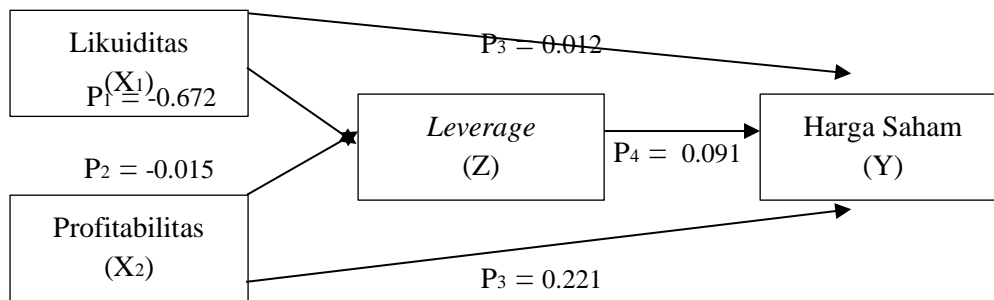 Likuiditas
(X1)
P3 = 0.012
P1 = -0.672
Leverage
(Z)
Harga Saham
(Y)
P4 = 0.091
P2 = -0.015
Profitabilitas
(X2)
P3 = 0.221